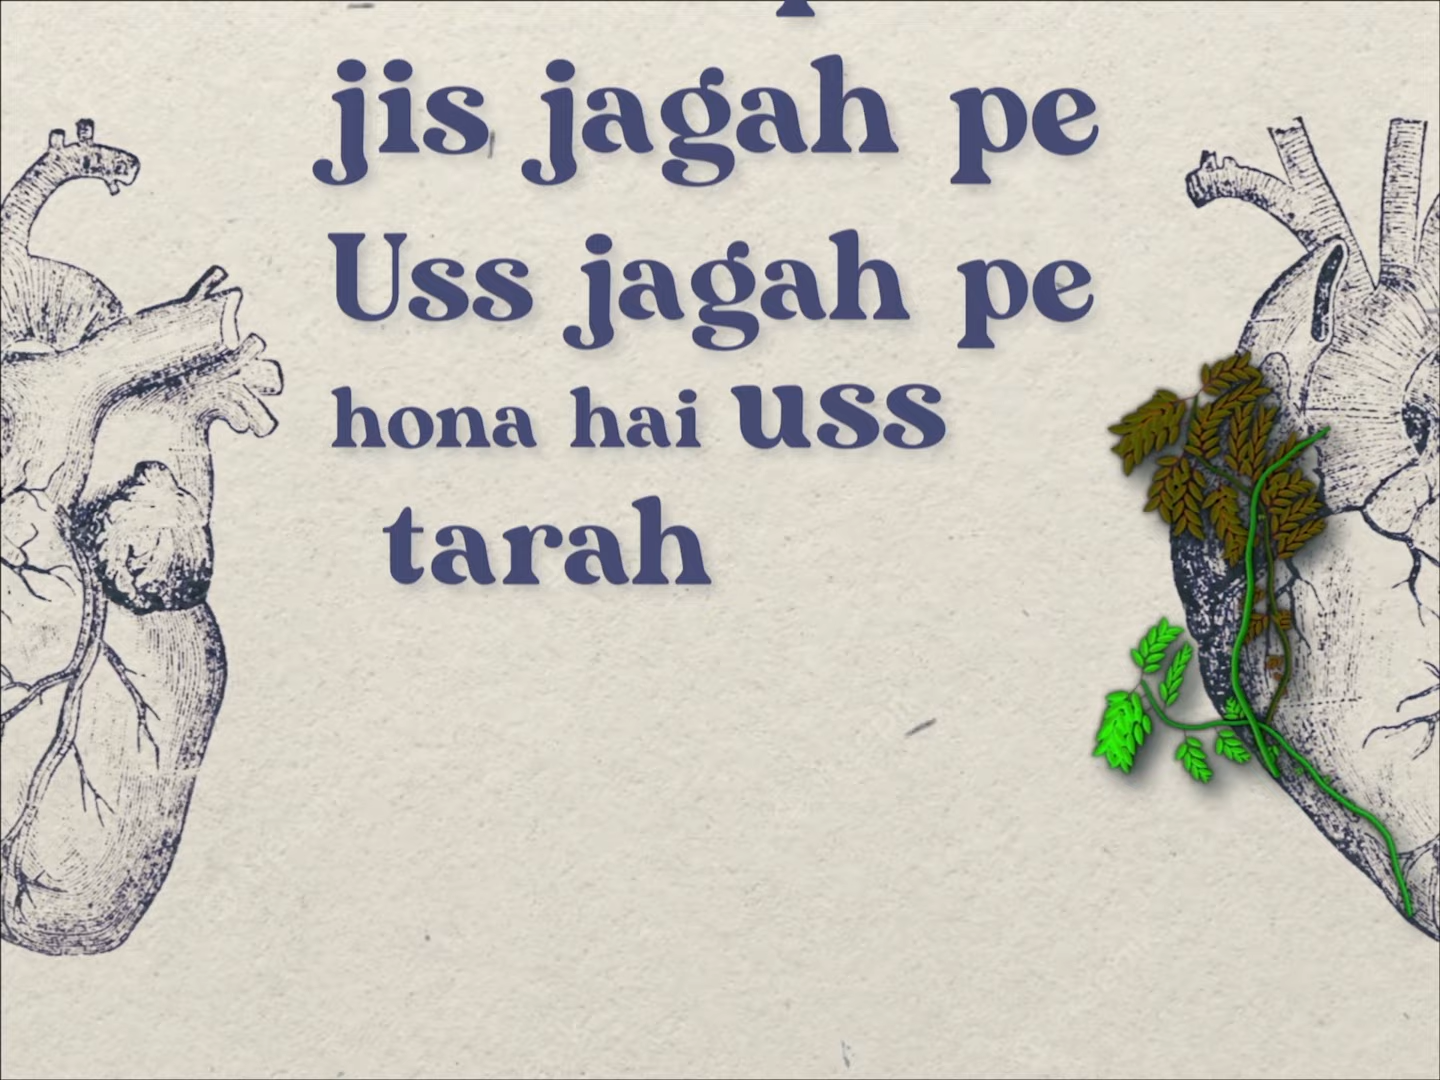 jis jagah pe
Uss jagah pe
hona hai uss
tarah